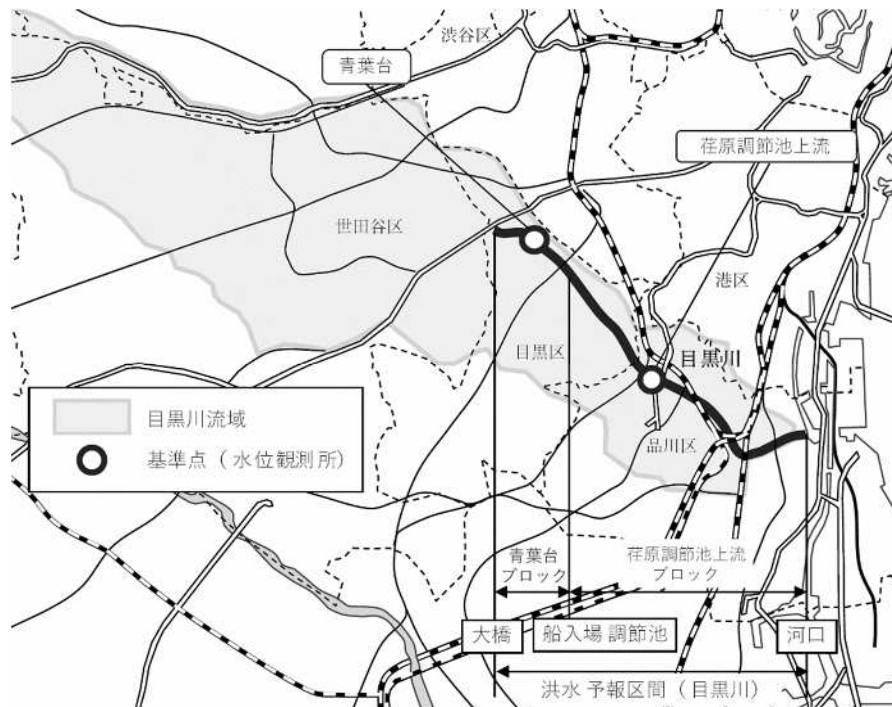 渋谷区
青葉台
荏原調節池上流
世田谷区
港区
目黒区
目黒川
目黒川流域
基準点（水位観測所）
品川区
青葉台
ブロック
荏原調節池上流
ブロック
大橋
船入場調節池
河口
洪水予報区間（目黒川）